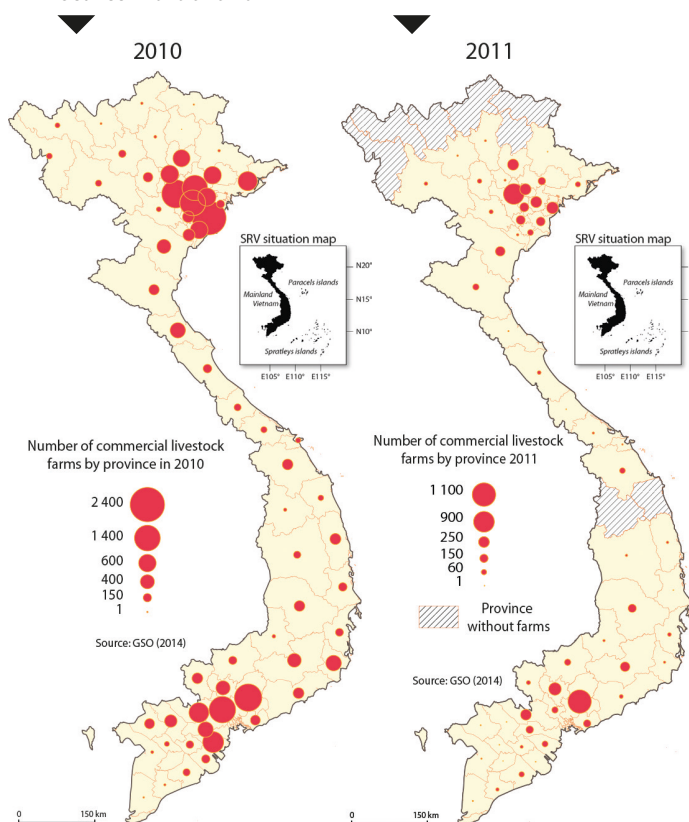 2010
2011
SRV situation map
Paracels islands
Mainland
Vietnam
Spratleys islands
N20°
N15°
N10°
E105° E110° E115°
SRV situation map
Paracels islands
Mainland
Vietnam
Spratleys islands
N20°
N15°
N10°
E105° E110° E115°
Number of commercial livestock
farms by province in 2010
2 400
1 400
600
400
150
1
Source: GSO (2014)
Number of commercial livestock
farms by province 2011
1 100
900
250
150
60
1
Province
without farms
Source: GSO (2014)
0 150 km
0 150 km